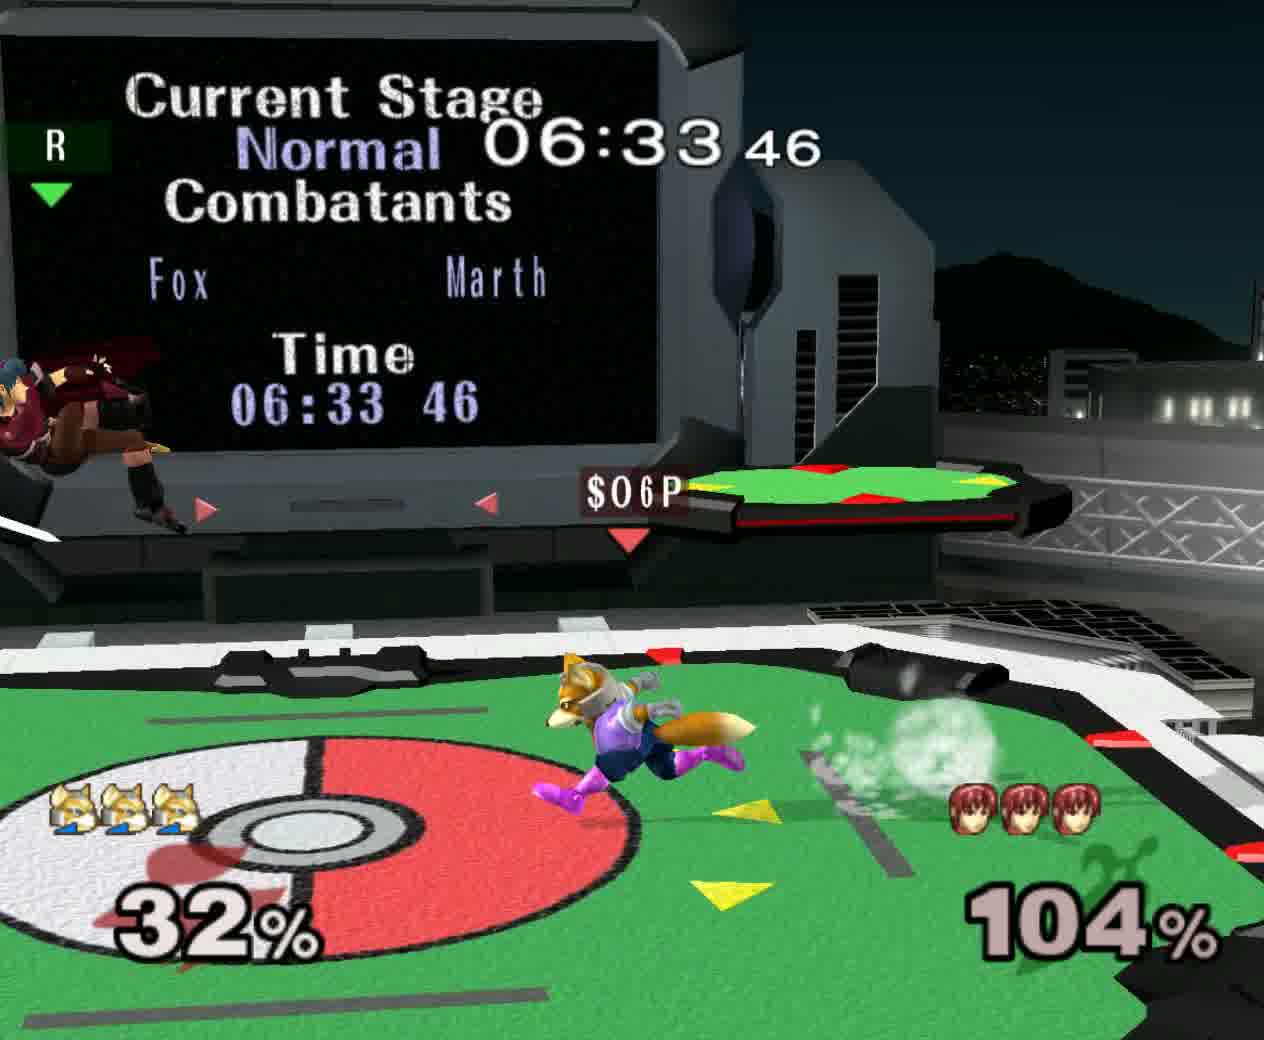 Current Stage
R
Normal
06:33 46
Combatants
Fox
Marth
Time
06:33 46
$06P
32%
104%